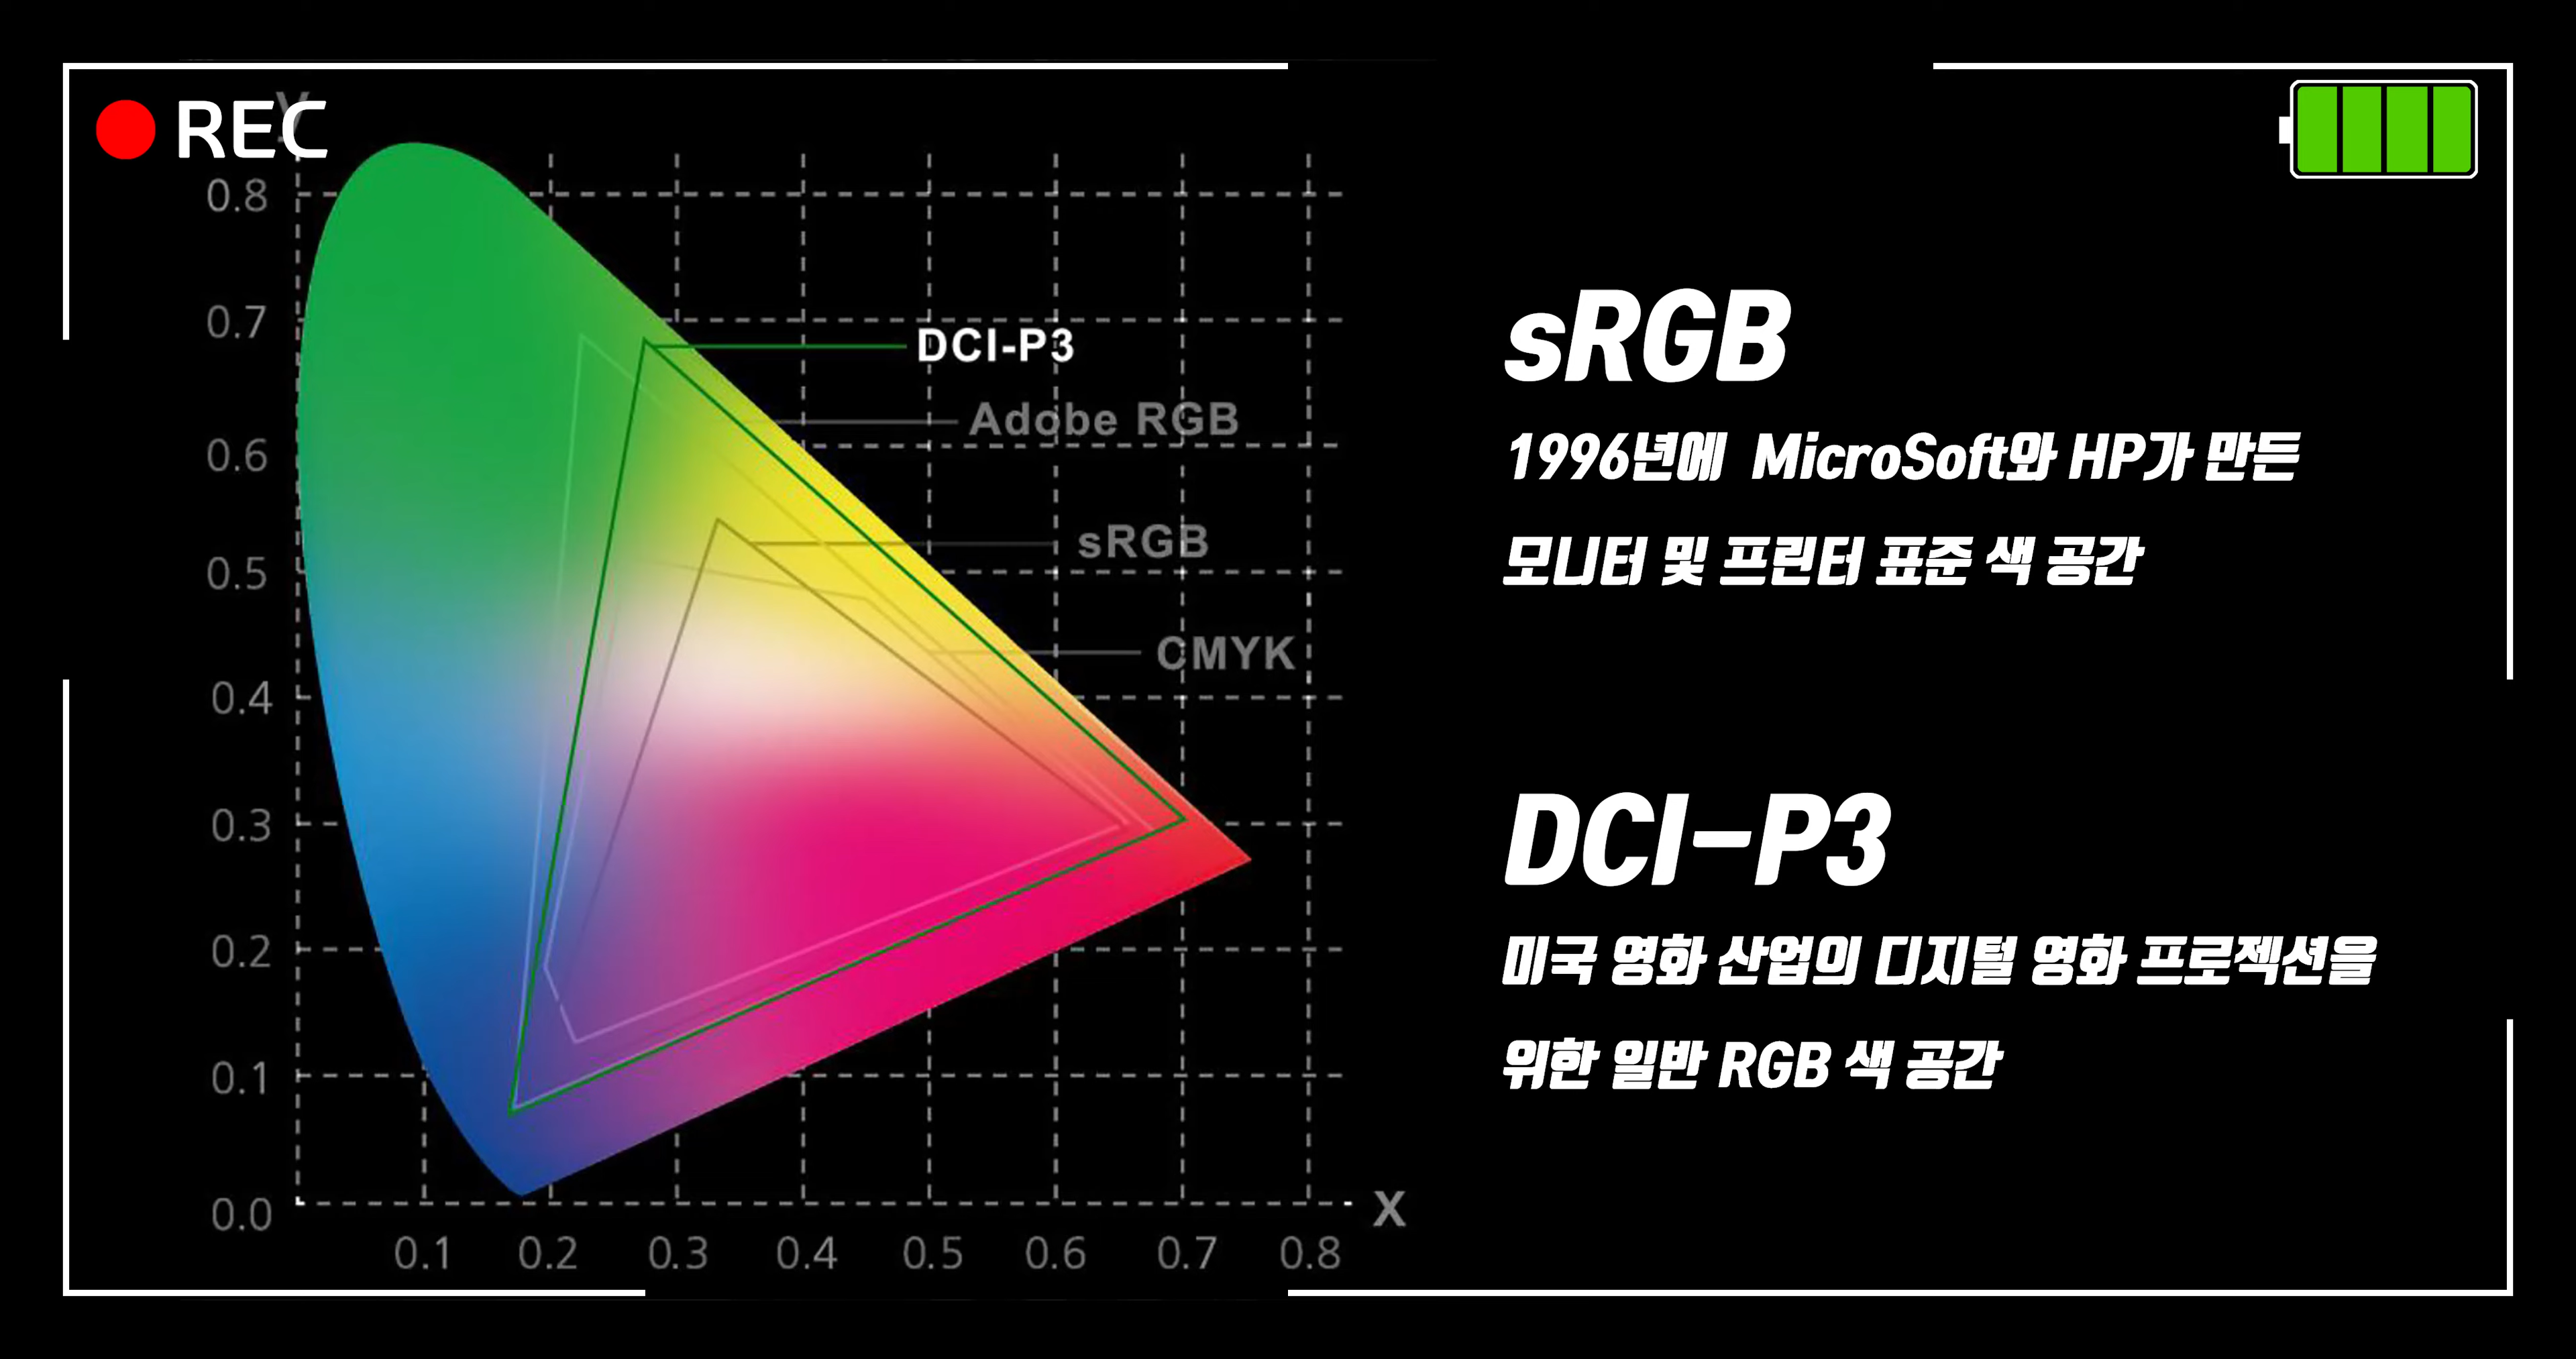 REC
y
0.8
0.7
0.6
0.5
0.4
0.3
0.2
0.1
0.0
0.1 0.2 0.3 0.4 0.5 0.6 0.7 0.8
X
DCI-P3
Adobe RGB
sRGB
CMYK
sRGB
1996년에 MicroSoft와 HP가 만든
모니터 및 프린터 표준 색 공간
DCI-P3
미국 영화 산업의 디지털 영화 프로젝션을
위한 일반 RGB 색 공간